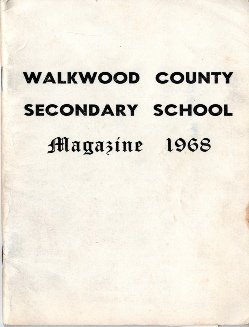 WALKWOOD COUNTY
SECONDARY SCHOOL
Magazine 1968